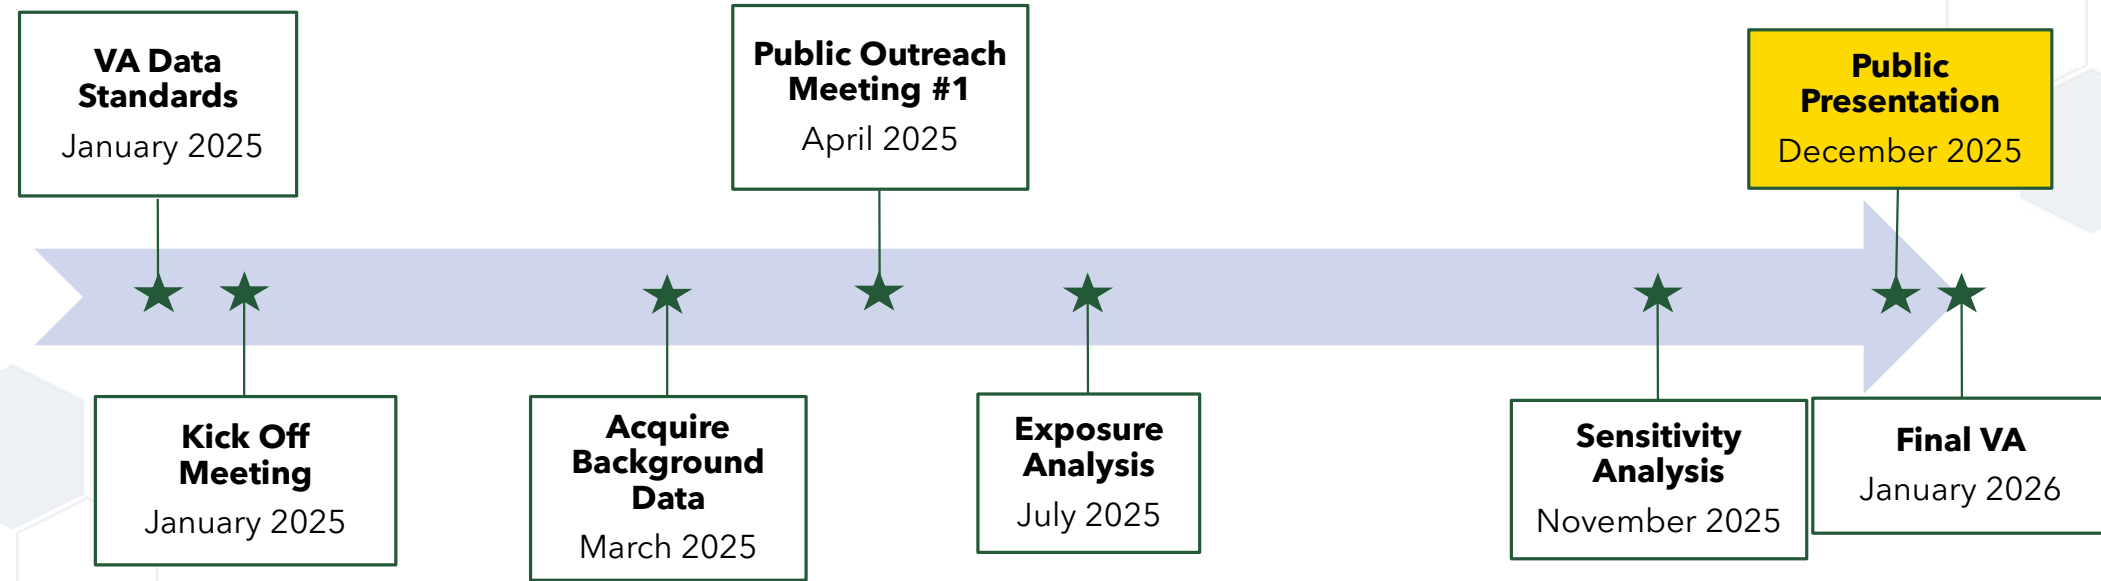 VA Data
Standards
January 2025
Kick Off
Meeting
January 2025
Acquire
Background
Data
March 2025
Public Outreach
Meeting #1
April 2025
Exposure
Analysis
July 2025
Sensitivity
Analysis
November 2025
Public
Presentation
December 2025
Final VA
January 2026